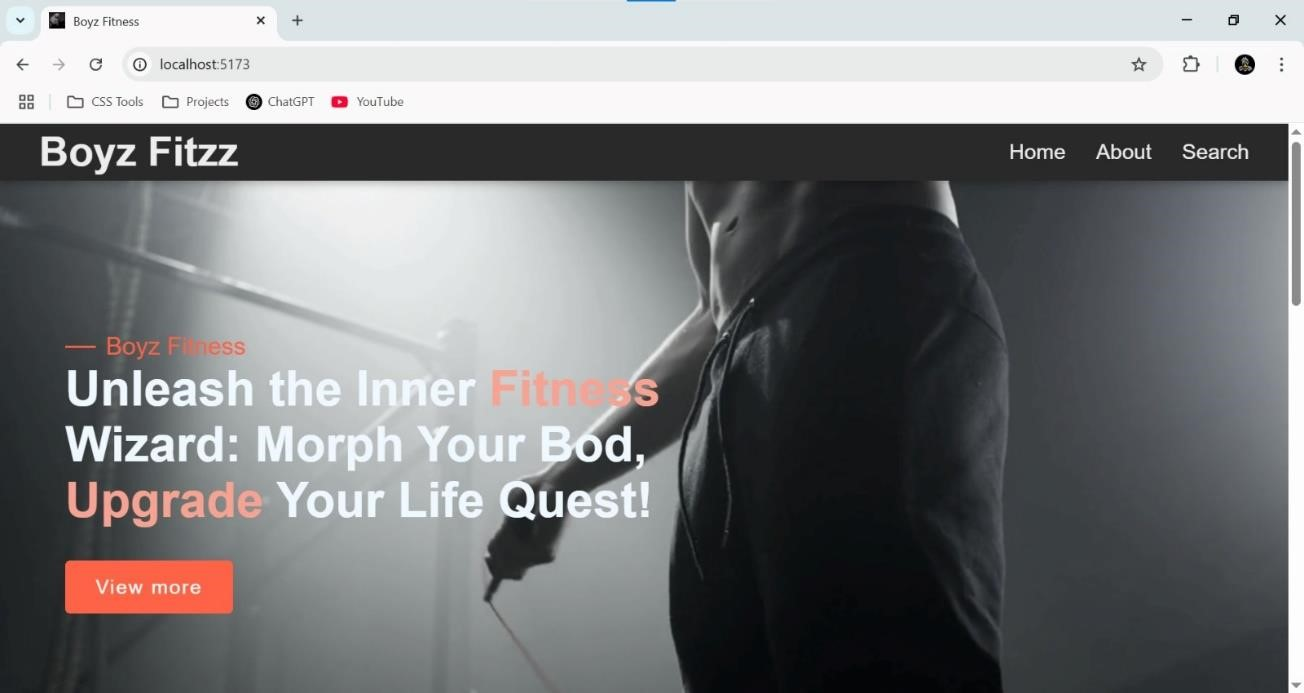 Boyz Fitness
localhost:5173
CSS Tools
Projects
ChatGPT
YouTube
Boyz Fitzz
Home
About
Search
Boyz Fitness
Unleash the Inner Fitness
Wizard: Morph Your Bod,
Upgrade Your Life Quest!
View more